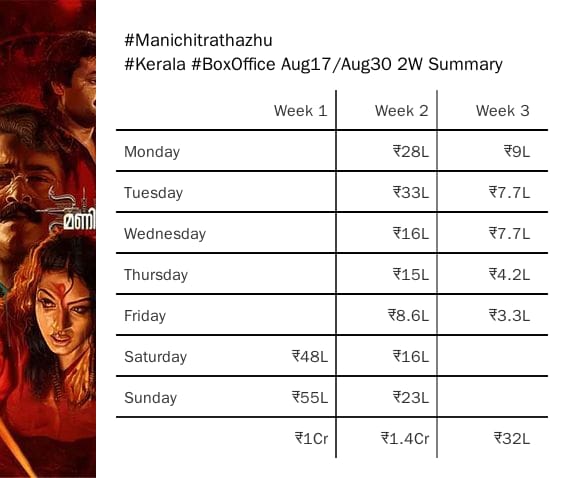 #Manichitrathazhu
#Kerala #BoxOffice Aug17/Aug30 2W Summary
Week 1 Week 2 Week 3
Monday ₹28L ₹9L
Tuesday ₹33L ₹7.7L
Wednesday ₹16L ₹7.7L
Thursday ₹15L ₹4.2L
Friday ₹8.6L ₹3.3L
Saturday ₹48L ₹16L
Sunday ₹55L ₹23L
₹1Cr ₹1.4Cr ₹32L
മണി